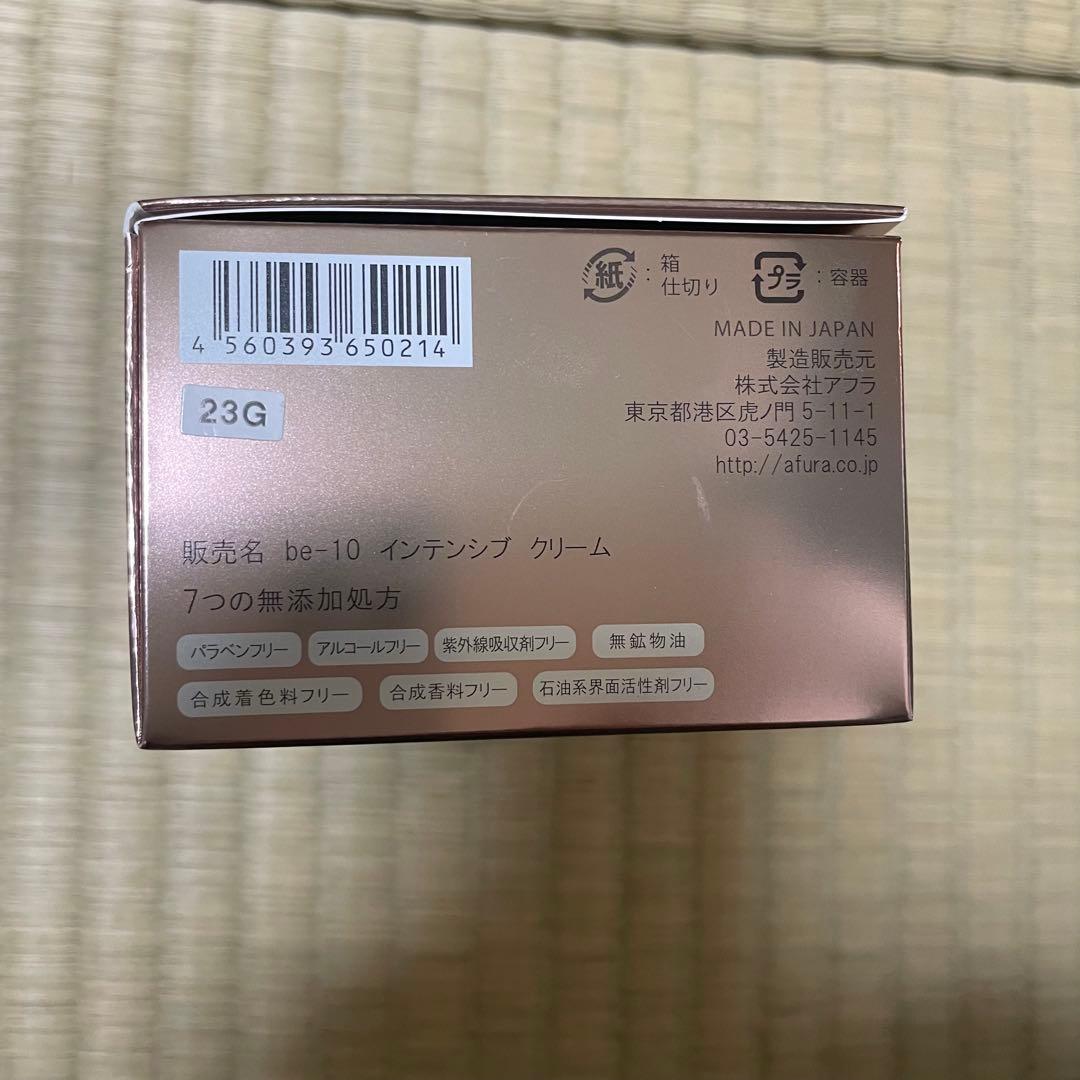 4 560393 650214
23G
紙 : 箱
仕切り
プラ : 容器
MADE IN JAPAN
製造販売元
株式会社アフラ
東京都港区虎ノ門 5-11-1
03-5425-1145
http://afura.co.jp
販売名 be-10 インテンシブ クリーム
7つの無添加処方
パラベンフリー アルコールフリー 紫外線吸収剤フリー 無鉱物油
合成着色料フリー 合成香料フリー 石油系界面活性剤フリー